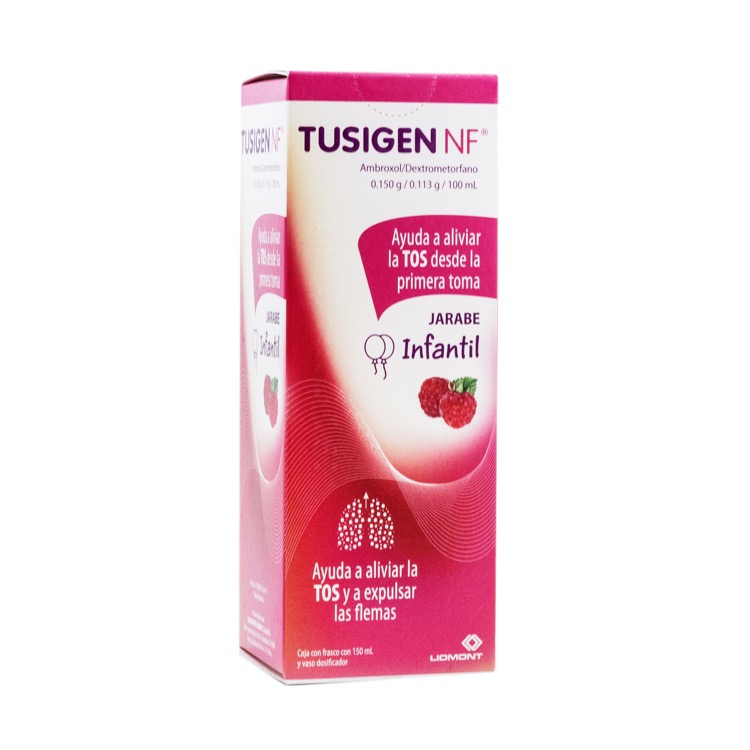 TUSIGEN NF®
Ambroxol/Dextrometorfano
0.150 g / 0.113 g / 100 mL
Ayuda a aliviar
la TOS desde la
primera toma
JARABE
Infantil
Ayuda a aliviar la
TOS y a expulsar
las flemas
Caja con frasco con 150 mL
y vaso dosificador
LIOMONT
TUSIGEN NF
Ayuda a aliviar
la TOS desde la
primera toma
JARABE
Infantil